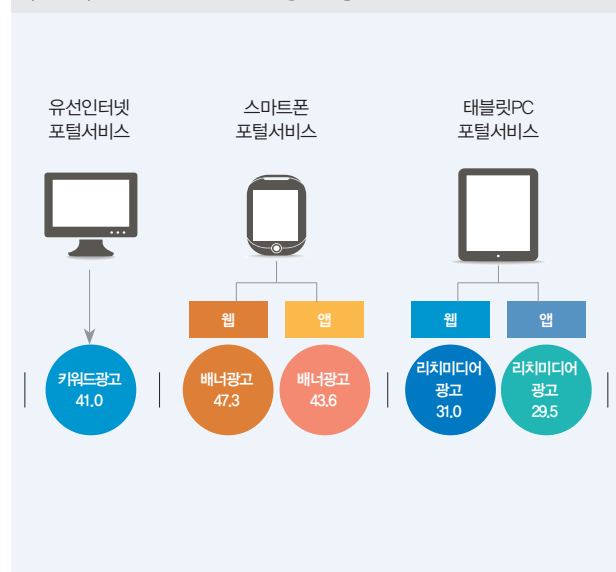 유선인터넷
포털서비스
스마트폰
포털서비스
태블릿PC
포털서비스
웹
앱
웹
앱
키워드광고
41.0
배너광고
47.3
배너광고
43.6
리치미디어
광고
31.0
리치미디어
광고
29.5